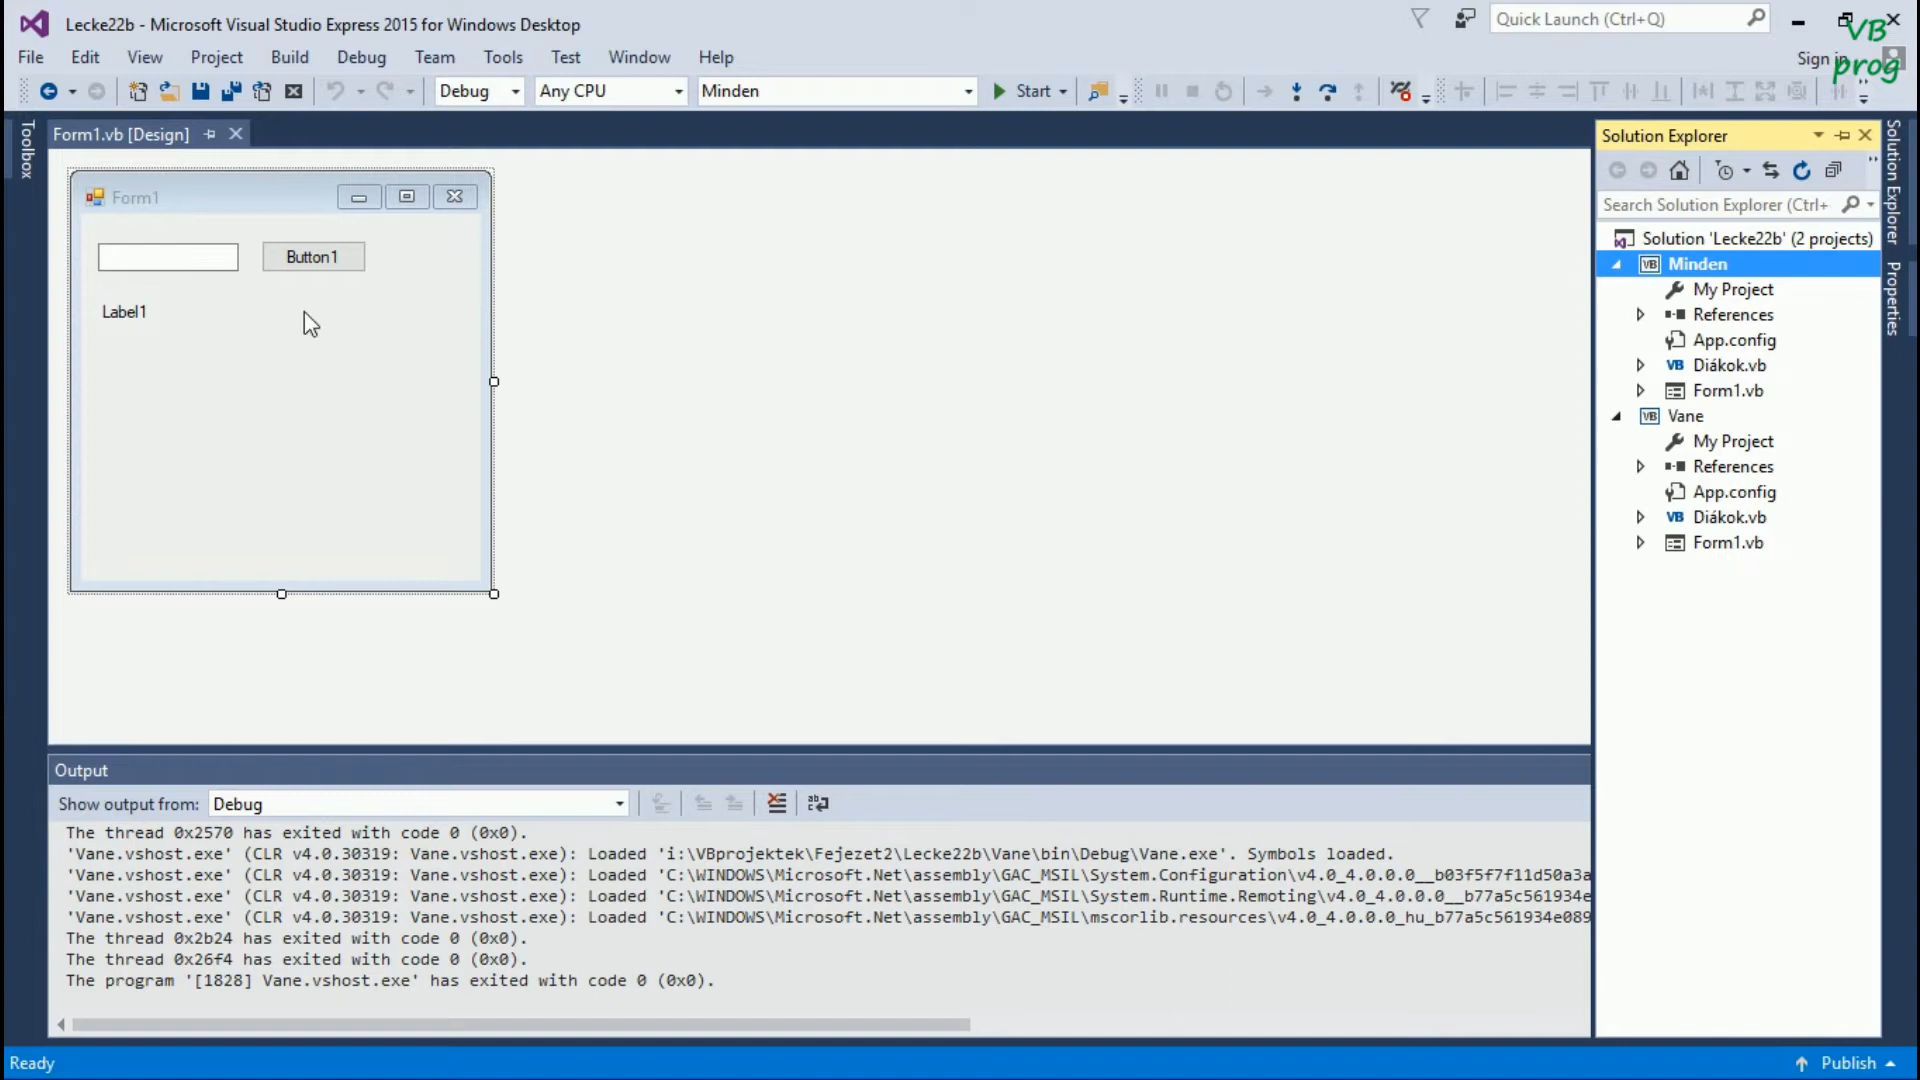 Lecke22b - Microsoft Visual Studio Express 2015 for Windows Desktop
Quick Launch (Ctrl+Q)
VB
prog
File Edit View Project Build Debug Team Tools Test Window Help
Sign in
Debug Any CPU Minden Start
Toolbox
Form1.vb [Design]
Form1
Button1
Label1
Solution Explorer
Search Solution Explorer (Ctrl+
Solution 'Lecke22b' (2 projects)
Minden
My Project
References
App.config
Diákok.vb
Form1.vb
Vane
My Project
References
App.config
Diákok.vb
Form1.vb
Solution Explorer
Properties
Output
Show output from: Debug
The thread 0x2570 has exited with code 0 (0x0).
'Vane.vshost.exe' (CLR v4.0.30319: Vane.vshost.exe): Loaded 'i:\VBprojektek\Fejezet2\Lecke22b\Vane\bin\Debug\Vane.exe'. Symbols loaded.
'Vane.vshost.exe' (CLR v4.0.30319: Vane.vshost.exe): Loaded 'C:\WINDOWS\Microsoft.Net\assembly\GAC_MSIL\System.Configuration\v4.0_4.0.0.0__b03f5f7f11d50a3a
'Vane.vshost.exe' (CLR v4.0.30319: Vane.vshost.exe): Loaded 'C:\WINDOWS\Microsoft.Net\assembly\GAC_MSIL\System.Runtime.Remoting\v4.0_4.0.0.0__b77a5c561934e
'Vane.vshost.exe' (CLR v4.0.30319: Vane.vshost.exe): Loaded 'C:\WINDOWS\Microsoft.Net\assembly\GAC_MSIL\mscorlib.resources\v4.0_4.0.0.0_hu_b77a5c561934e089
The thread 0x2b24 has exited with code 0 (0x0).
The thread 0x26f4 has exited with code 0 (0x0).
The program '[1828] Vane.vshost.exe' has exited with code 0 (0x0).
Ready
Publish